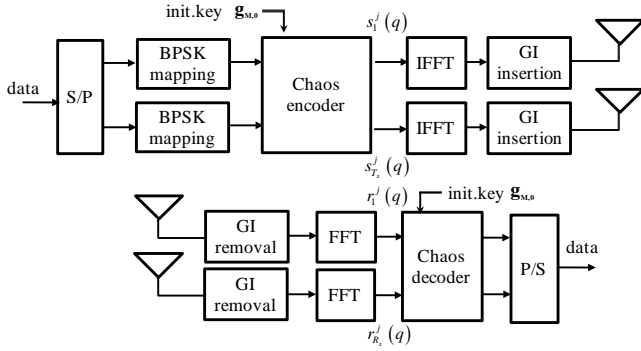 init.key g_{M,0}
s_1^j(q)
data
S/P
BPSK
mapping
Chaos
encoder
IFFT
GI
insertion
BPSK
mapping
IFFT
GI
insertion
s_{T_x}^j(q)
r_1^j(q)
init.key g_{M,0}
GI
removal
FFT
Chaos
decoder
P/S
data
GI
removal
FFT
r_{R_x}^j(q)